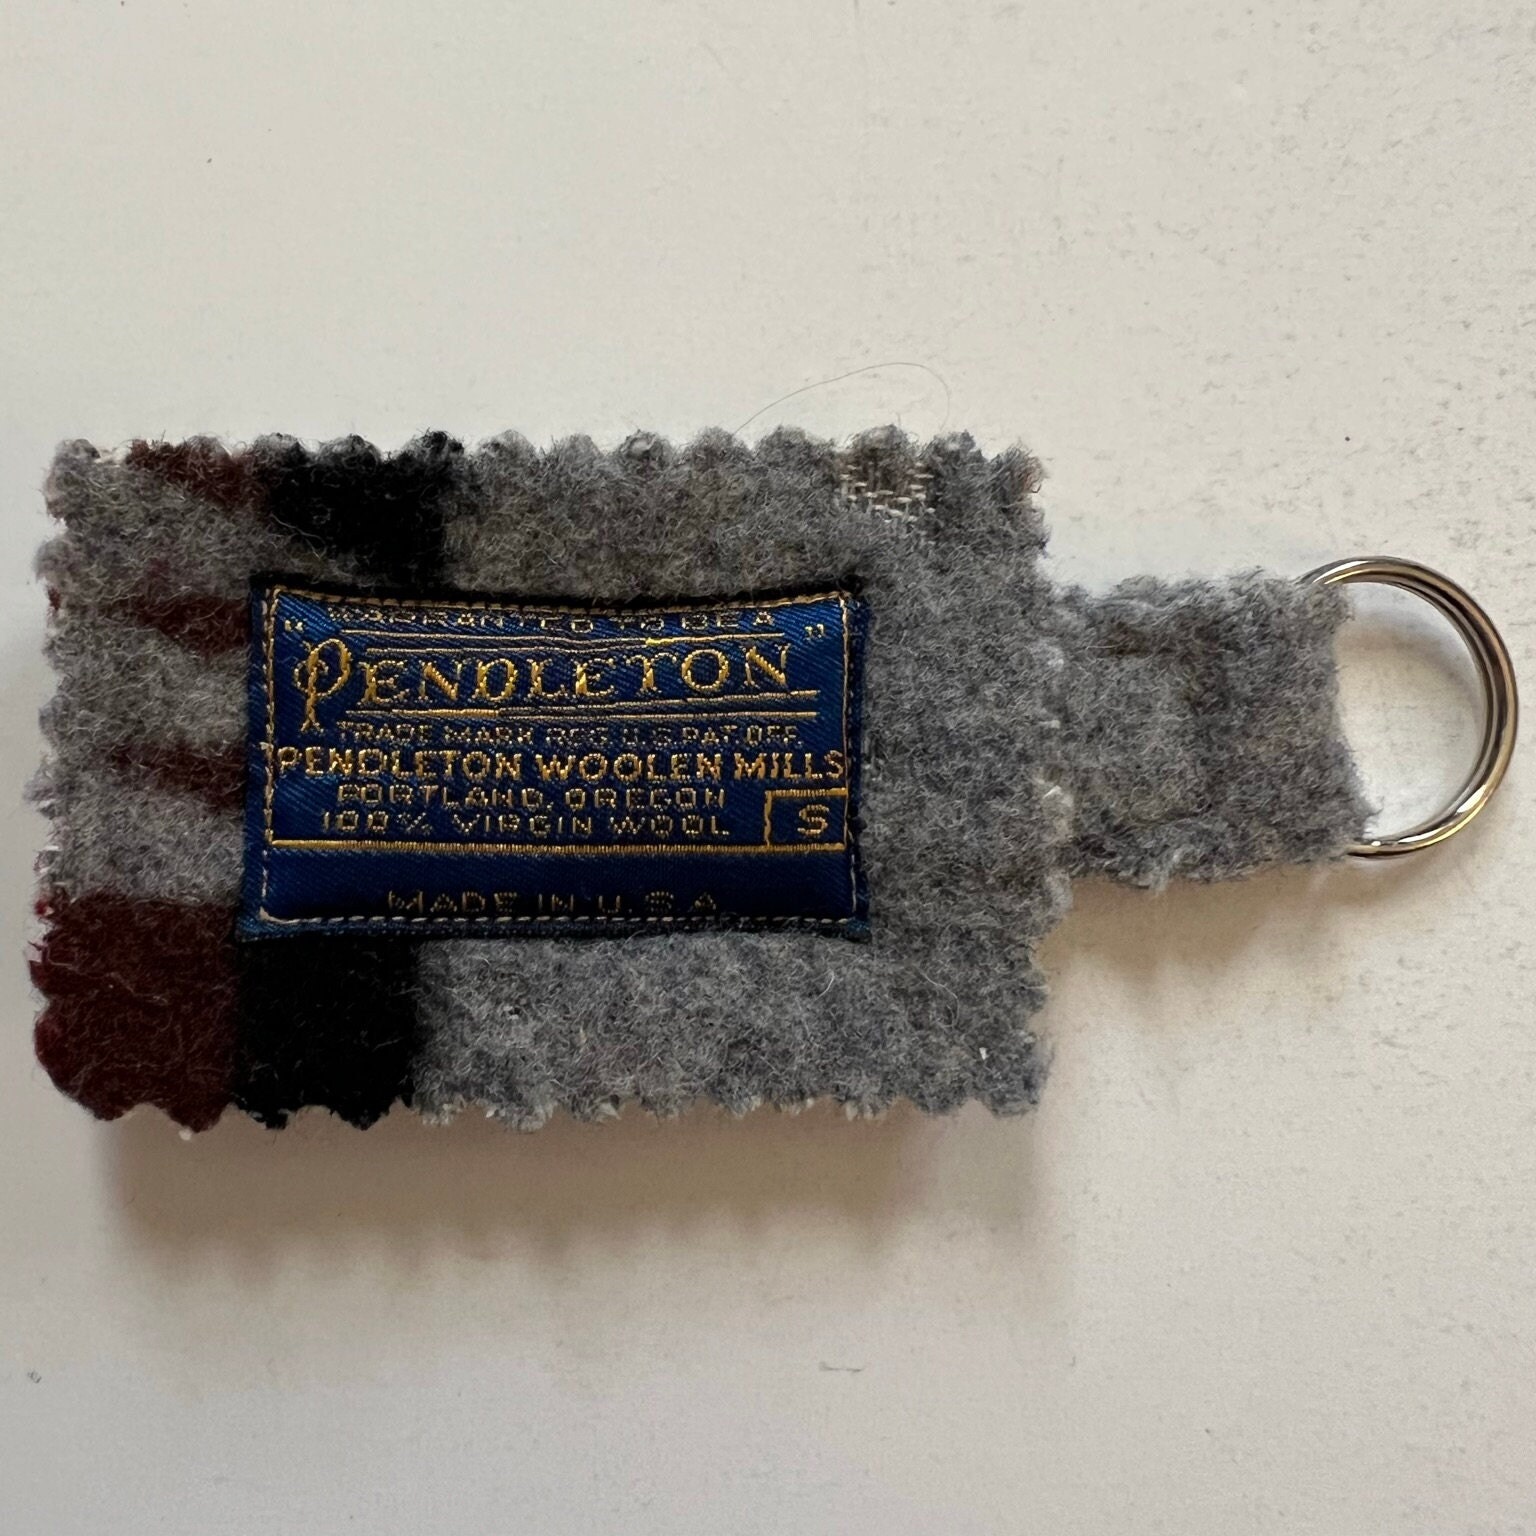 WARRANTED TO BE A
"PENDLETON"
TRADE MARK REG. U.S. PAT. OFF.
PENDLETON WOOLEN MILLS
PORTLAND, OREGON
100% VIRGIN WOOL
S
MADE IN U.S.A.